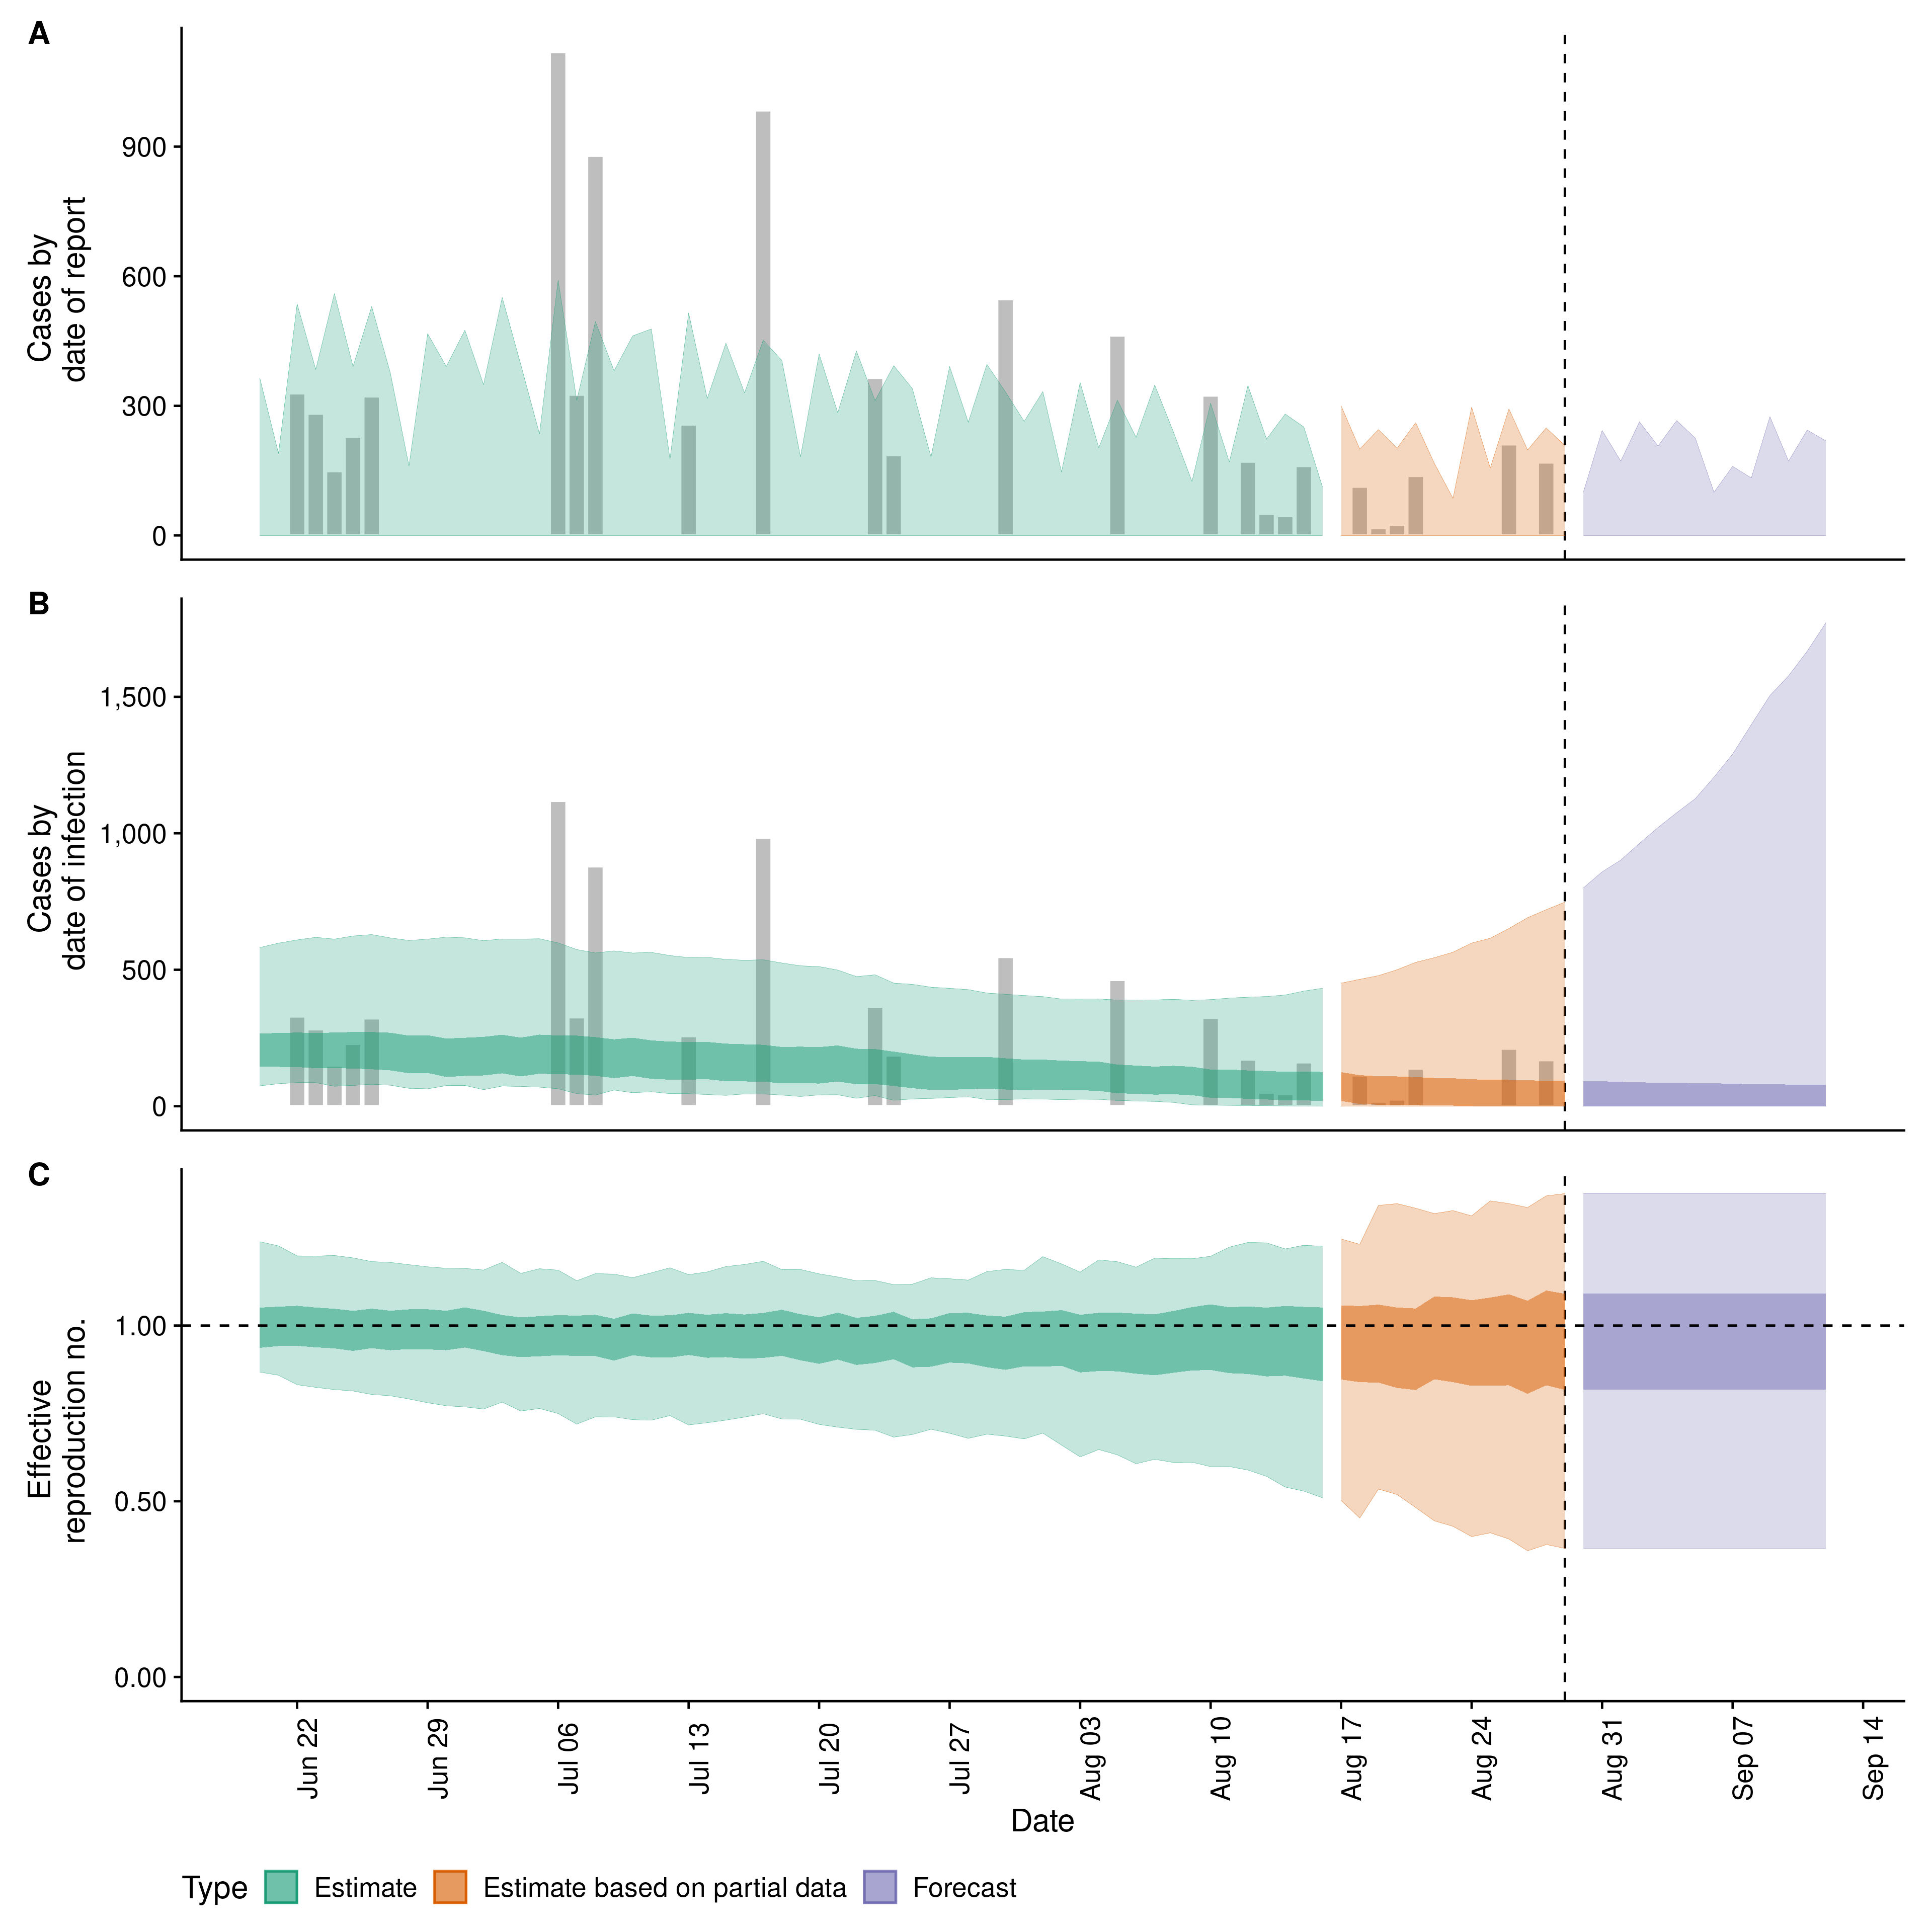 A
Cases by
date of report
900
600
300
0
B
Cases by
date of infection
1,500
1,000
500
0
C
Effective
reproduction no.
1.00
0.50
0.00
Jun 22
Jun 29
Jul 06
Jul 13
Jul 20
Jul 27
Aug 03
Aug 10
Aug 17
Aug 24
Aug 31
Sep 07
Sep 14
Date
Type Estimate Estimate based on partial data Forecast